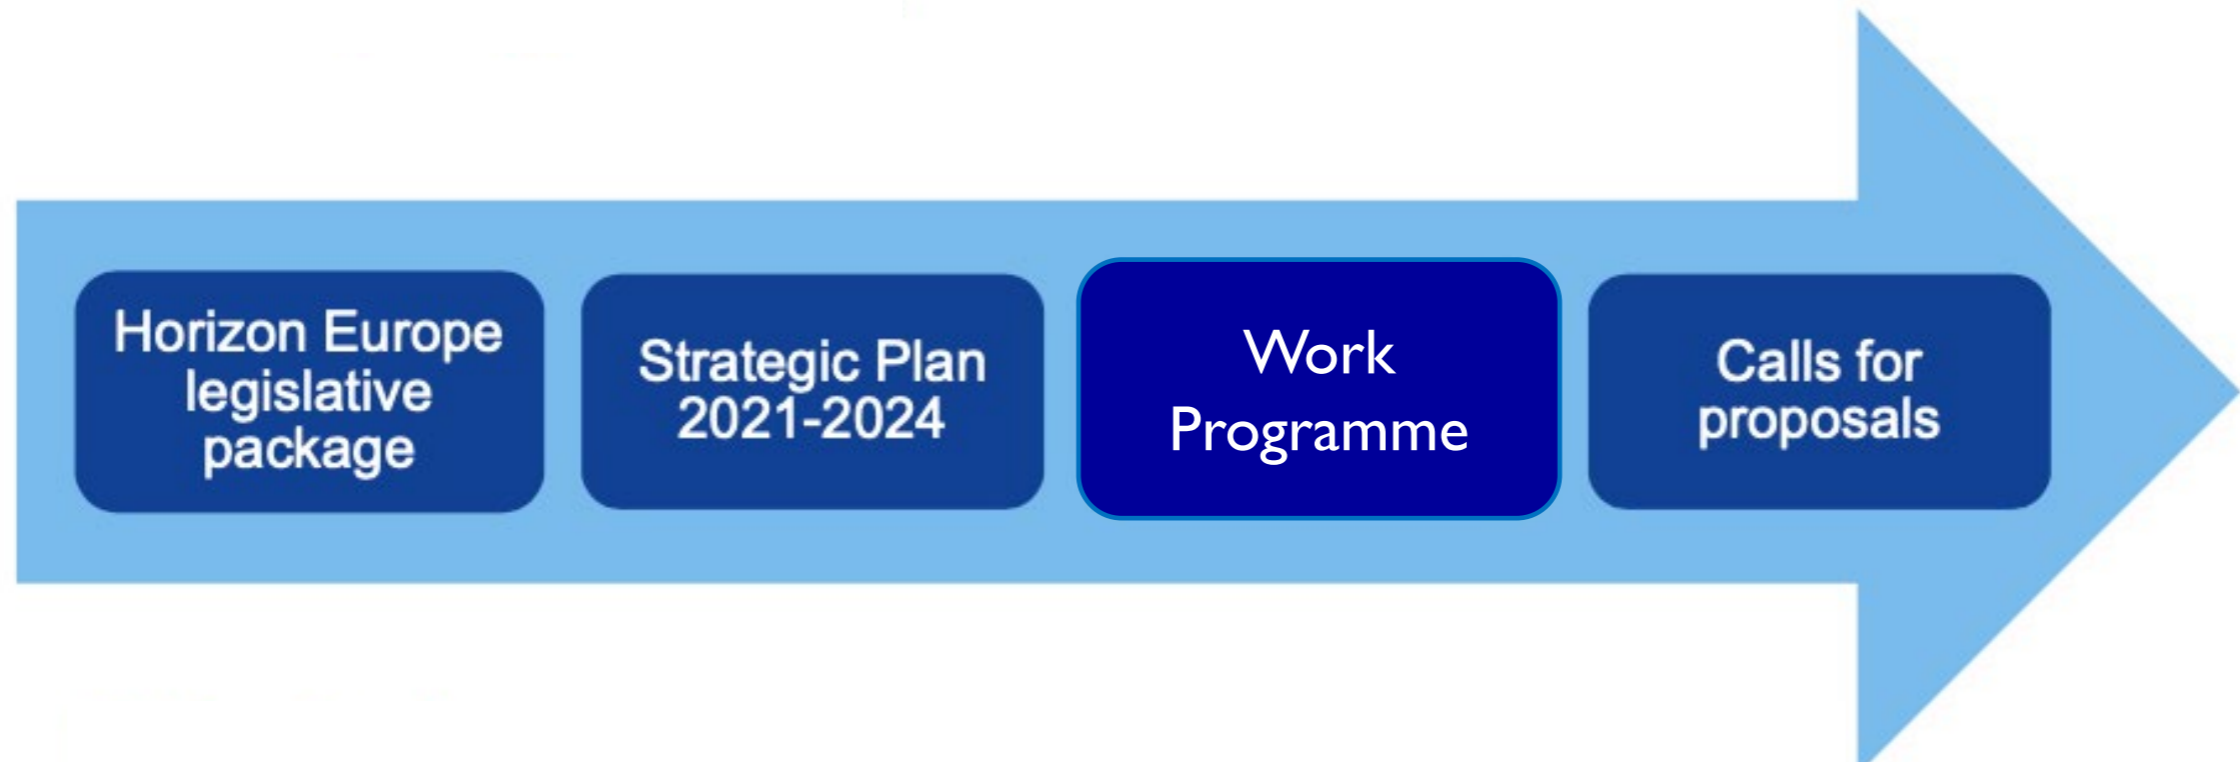 Horizon Europe
legislative
package
Strategic Plan
2021-2024
Work
Programme
Calls for
proposals